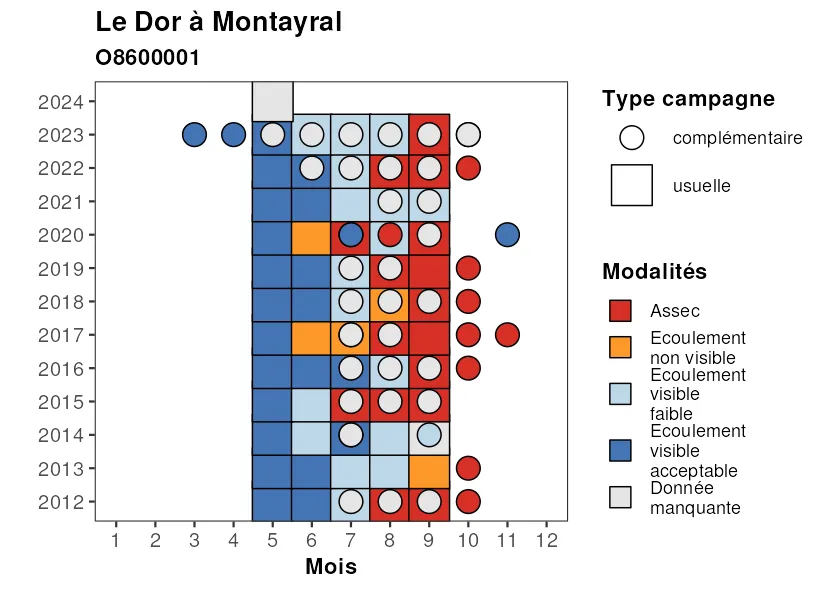 Le Dor à Montayral
O8600001
2024
2023
2022
2021
2020
2019
2018
2017
2016
2015
2014
2013
2012
1 2 3 4 5 6 7 8 9 10 11 12
Mois
Type campagne
complémentaire
usuelle
Modalités
Assec
Ecoulement
non visible
Ecoulement
visible
faible
Ecoulement
visible
acceptable
Donnée
manquante